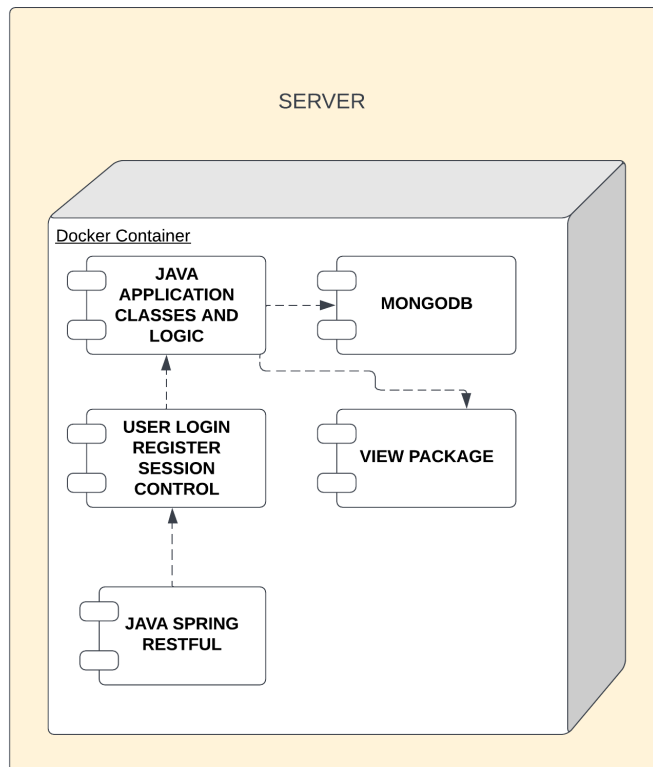 SERVER
Docker Container
JAVA
APPLICATION
CLASSES AND
LOGIC
MONGODB
USER LOGIN
REGISTER
SESSION
CONTROL
VIEW PACKAGE
JAVA SPRING
RESTFUL